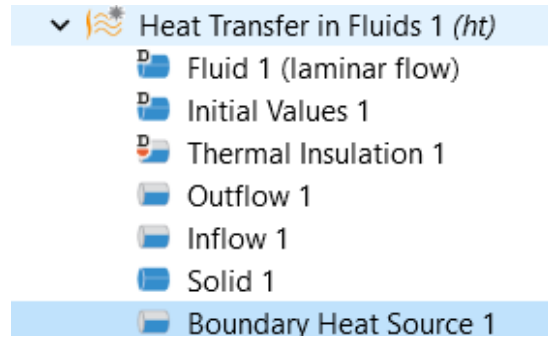 Heat Transfer in Fluids 1 (ht)
D Fluid 1 (laminar flow)
D Initial Values 1
D Thermal Insulation 1
Outflow 1
Inflow 1
Solid 1
Boundary Heat Source 1